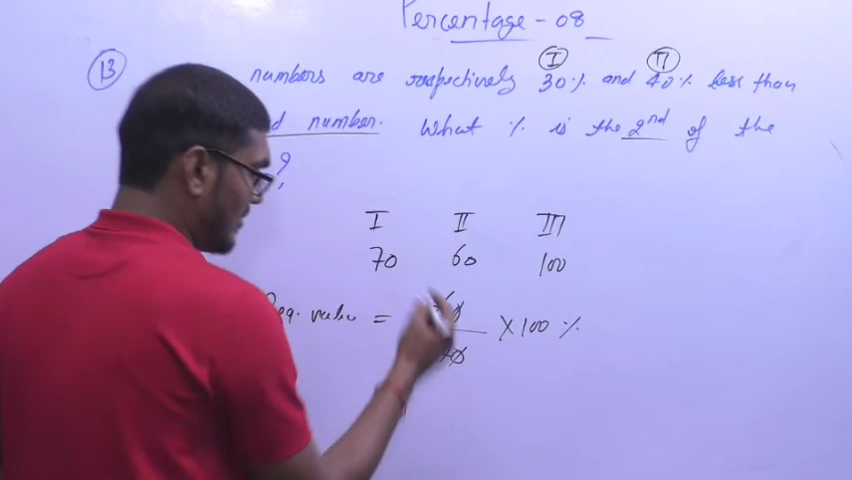 Percentage - 08
I II
13 numbers are respectively 30% and 40% less than
number. What % is the 2nd of the
?
I II III
70 60 100
value = X 100 %